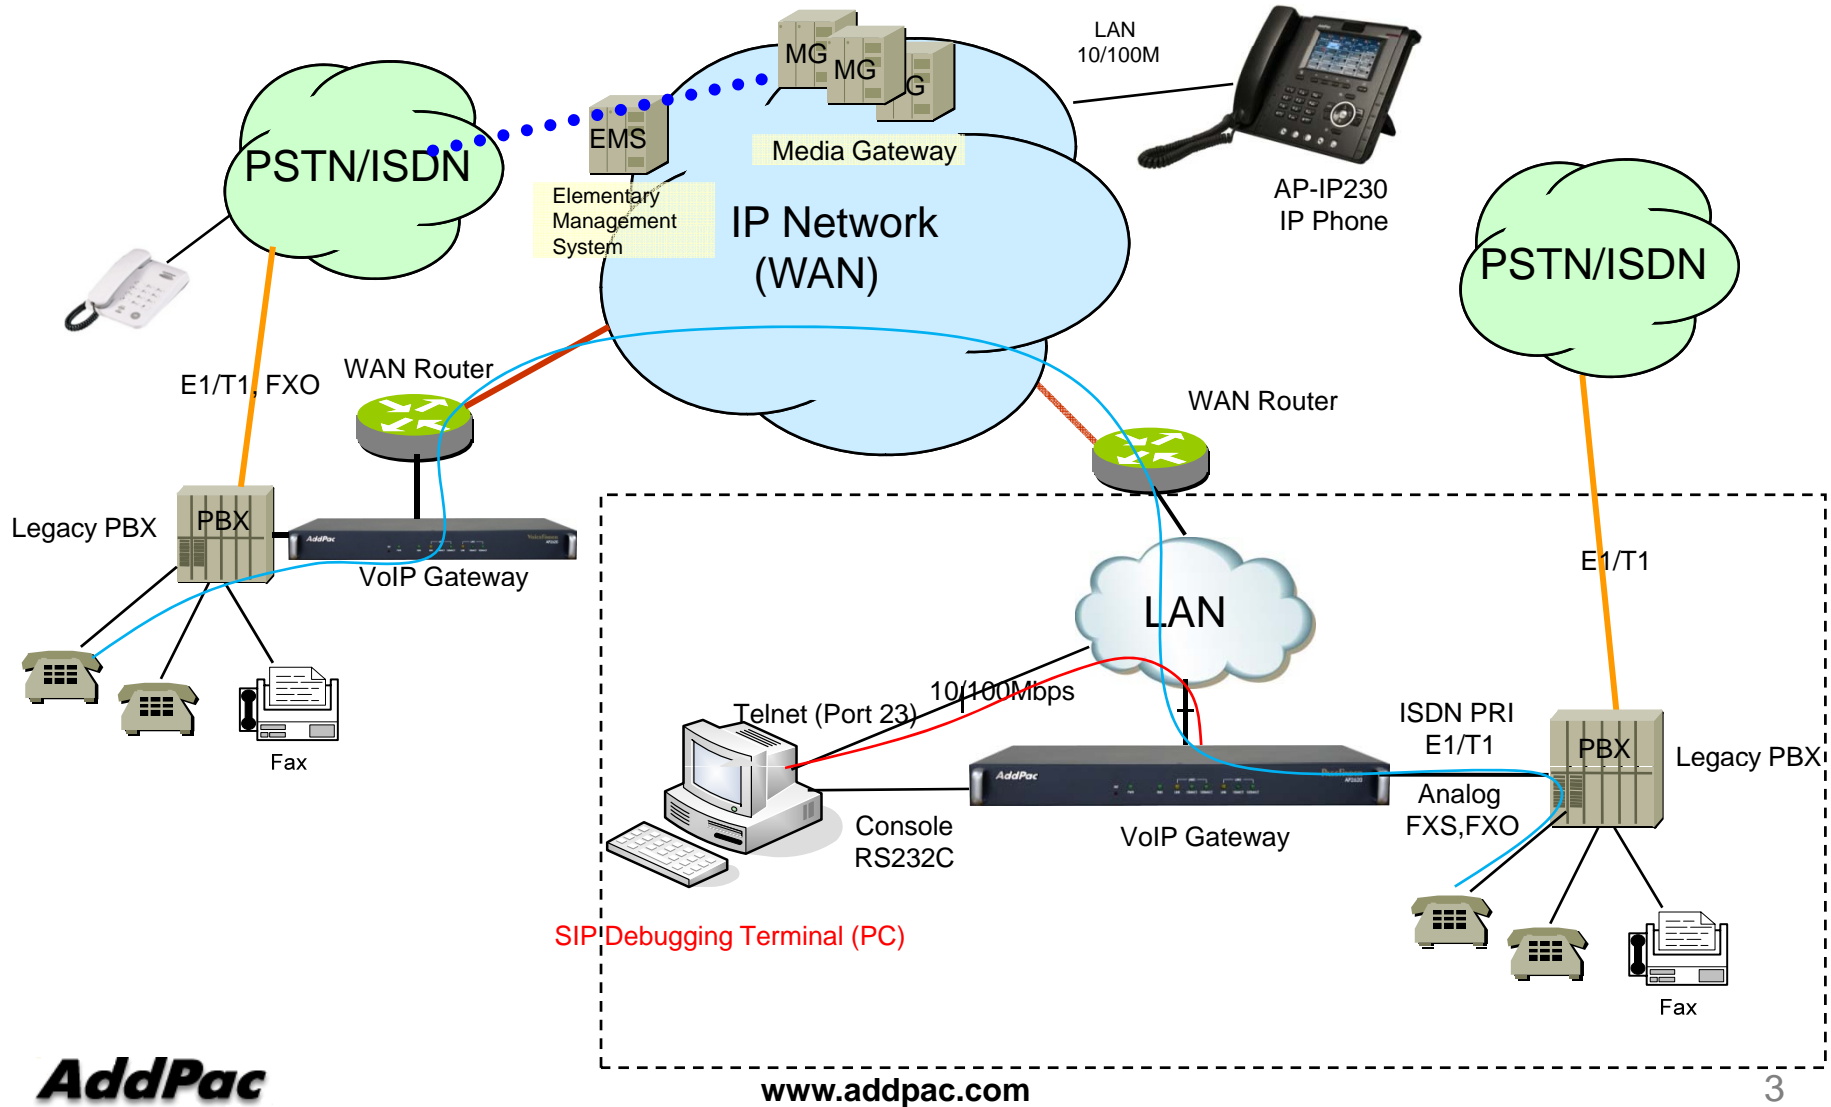 LAN
10/100M
MG
MG
G
EMS
PSTN/ISDN
Media Gateway
Elementary
Management
System
IP Network
(WAN)
AP-IP230
IP Phone
PSTN/ISDN
E1/T1, FXO
WAN Router
WAN Router
Legacy PBX
PBX
AddPac
VoIP Gateway
E1/T1
LAN
Fax
10/100Mbps
Telnet (Port 23)
ISDN PRI
E1/T1
PBX
Legacy PBX
AddPac
Analog
FXS,FXO
Console
RS232C
VoIP Gateway
SIP Debugging Terminal (PC)
Fax
AddPac
www.addpac.com
3